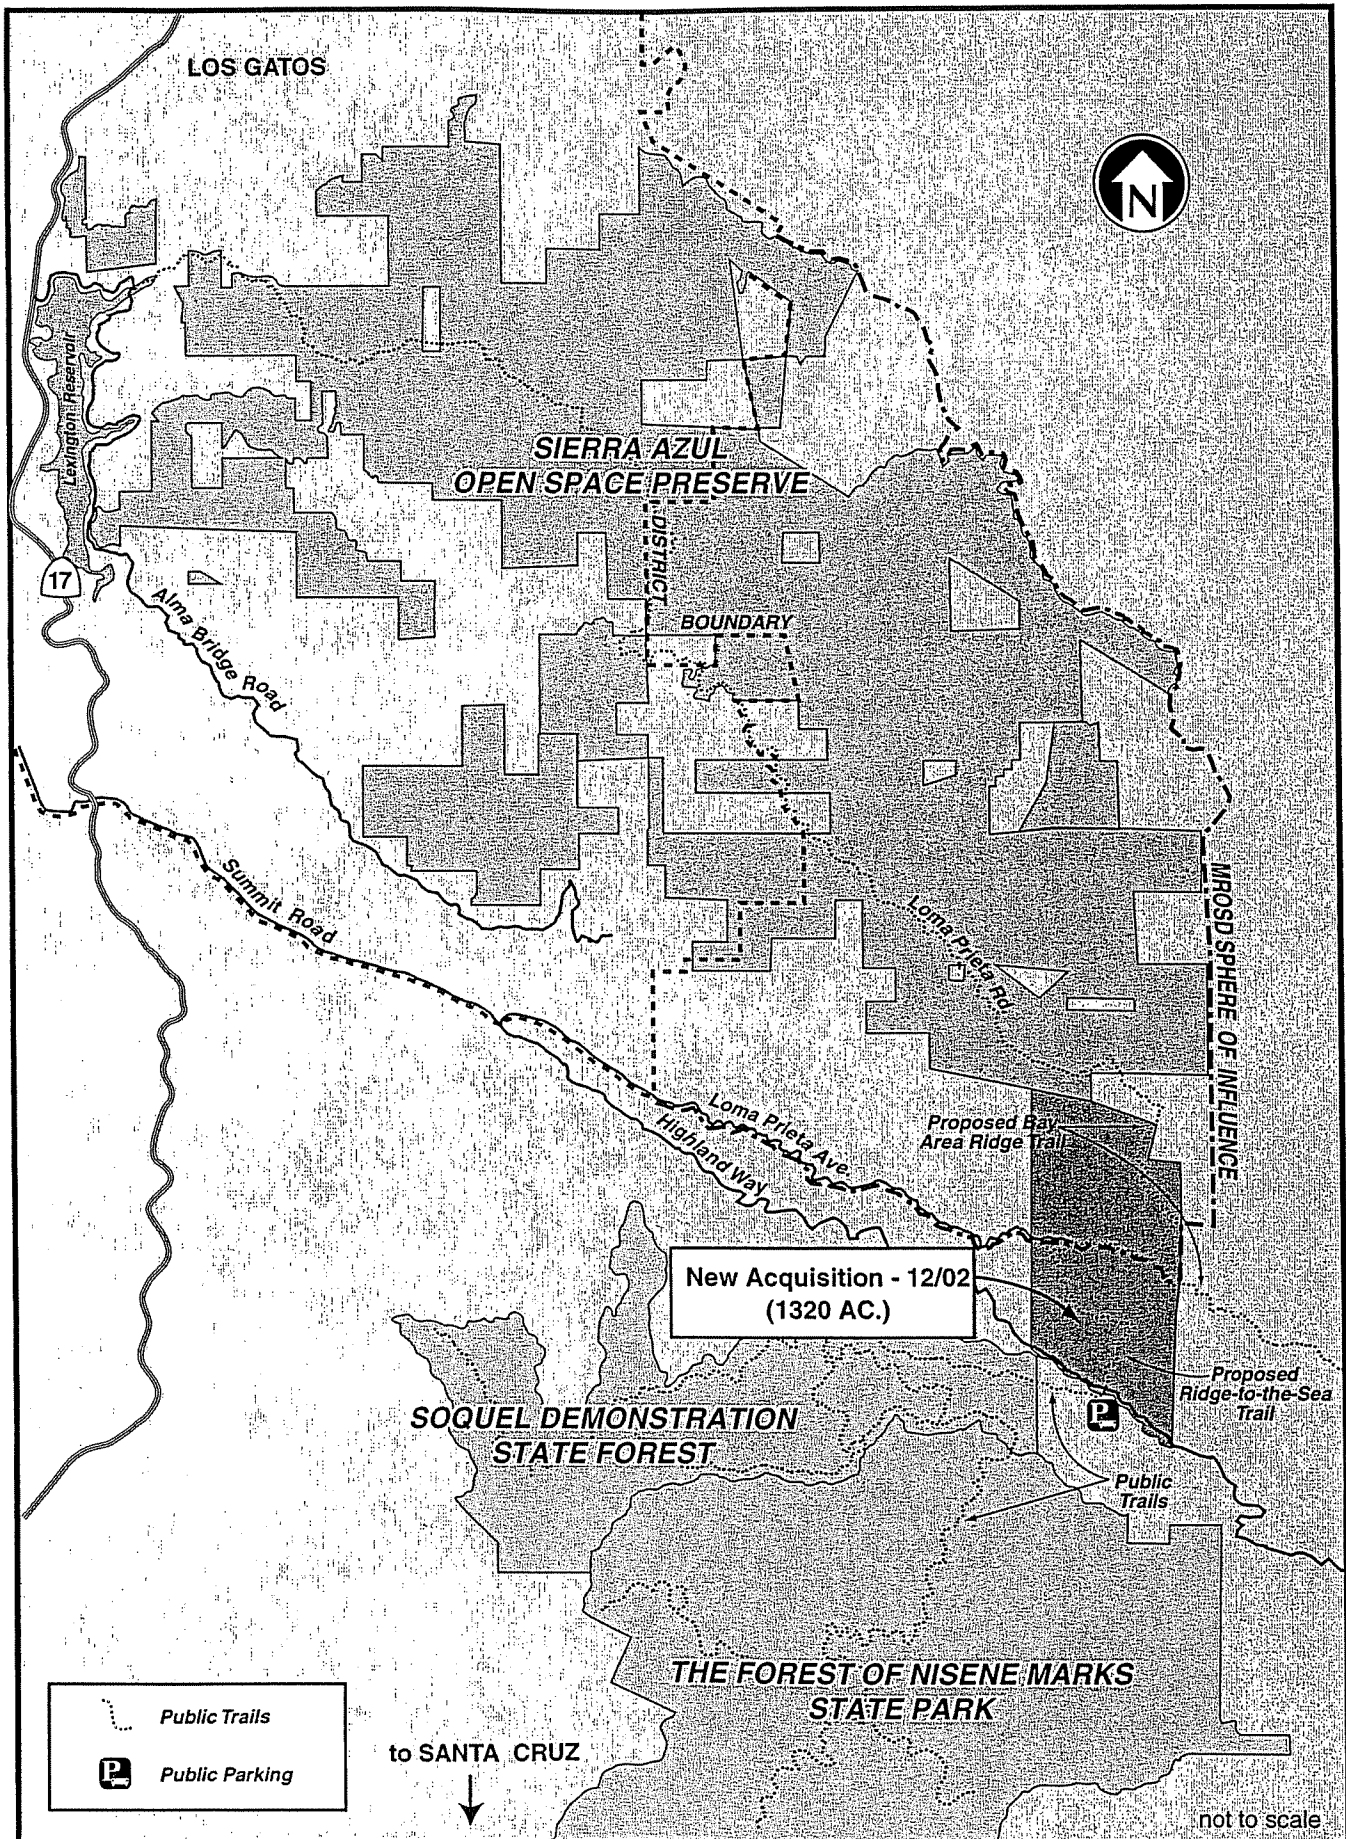 LOS GATOS
N
Lexington Reservoir
SIERRA AZUL
OPEN SPACE PRESERVE
DISTRICT
BOUNDARY
17
Alma Bridge Road
Summit Road
Loma Prieta Rd
MROSD SPHERE OF INFLUENCE
Loma Prieta Ave.
Highland Way
Proposed Bay
Area Ridge Trail
New Acquisition - 12/02
(1320 AC.)
Proposed
Ridge-to-the-Sea
Trail
P
SOQUEL DEMONSTRATION
STATE FOREST
Public
Trails
THE FOREST OF NISENE MARKS
STATE PARK
Public Trails
P
Public Parking
to SANTA CRUZ
not to scale